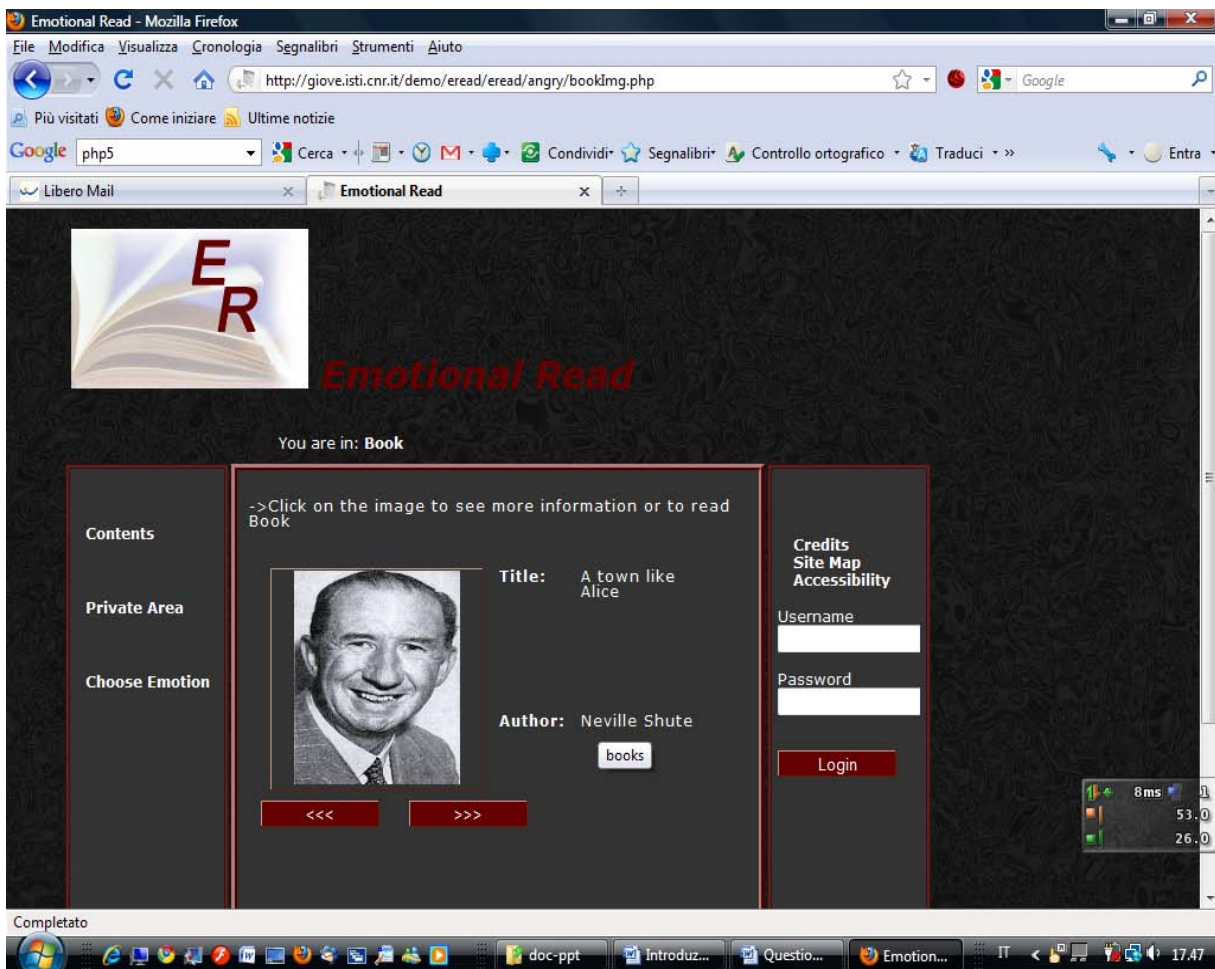 Emotional Read - Mozilla Firefox
File Modifica Visualizza Cronologia Segnalibri Strumenti Aiuto
http://giove.isti.cnr.it/demo/eread/eread/angry/bookImg.php
Google
Più visitati Come iniziare Ultime notizie
Google php5 Cerca Condividi Segnalibri Controllo ortografico Traduci » Entra
Libero Mail Emotional Read
E
R
Emotional Read
You are in: Book
Contents
Private Area
Choose Emotion
->Click on the image to see more information or to read
Book
Title: A town like
Alice
Author: Neville Shute
books
<<< >>>
Credits
Site Map
Accessibility
Username
Password
Login
8ms 1
53.0
26.0
Completato
doc-ppt Introduz... Questio... Emotion... IT < 17.47